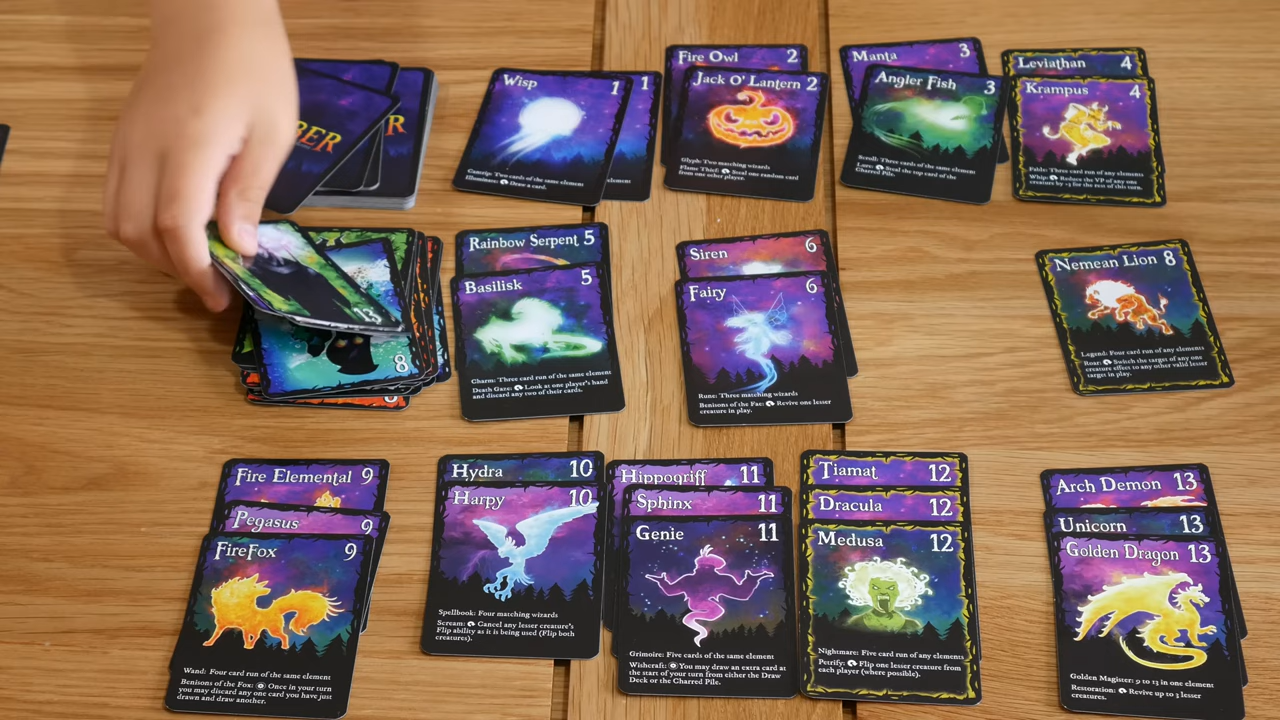 BER
R
Wisp 1
1
Cantrip: Two cards of the same element
Illuminate: Draw a card.
element
Fire Owl 2
Jack O' Lantern 2
Glyph: Two matching wizards
Flame Thief: Steal one random card
from one other player.
Manta 3
Angler Fish 3
Scroll: Three cards of the same element
Lure: Steal the top card of the
Charred Pile.
Leviathan 4
Krampus 4
Fable: Three card run of any elements
Whip: Reduce the VP of any one
creature by -3 for the rest of this turn.
13
8
Rainbow Serpent 5
Basilisk 5
Charm: Three card run of the same element
Death Gaze: Look at one player's hand
and discard any two of their cards.
Siren 6
Fairy 6
Rune: Three matching wizards
Benisons of the Fae: Revive one lesser
creature in play.
Nemean Lion 8
Legend: Four card run of any elements
Roar: Switch the target of any one
creature effect to any other valid lesser
target in play.
Fire Elemental 9
Pegasus 9
FireFox 9
Wand: Four card run of the same element
Benisons of the Fox: Once in your turn
you may discard any one card you have just
drawn and draw another.
Hydra 10
Harpy 10
Spellbook: Four matching wizards
Scream: Cancel any lesser creature's
Flip ability as it is being used (Flip both
creatures).
Hippogriff 11
Sphinx 11
Genie 11
Grimoire: Five cards of the same element
Wishcraft: You may draw an extra card at
the start of your turn from either the Draw
Deck or the Charred Pile.
Tiamat 12
Dracula 12
Medusa 12
Nightmare: Five card run of any elements
Petrify: Flip one lesser creature from
each player (where possible).
Arch Demon 13
Unicorn 13
Golden Dragon 13
Golden Magister: 9 to 13 in one element
Restoration: Revive up to 3 lesser
creatures.